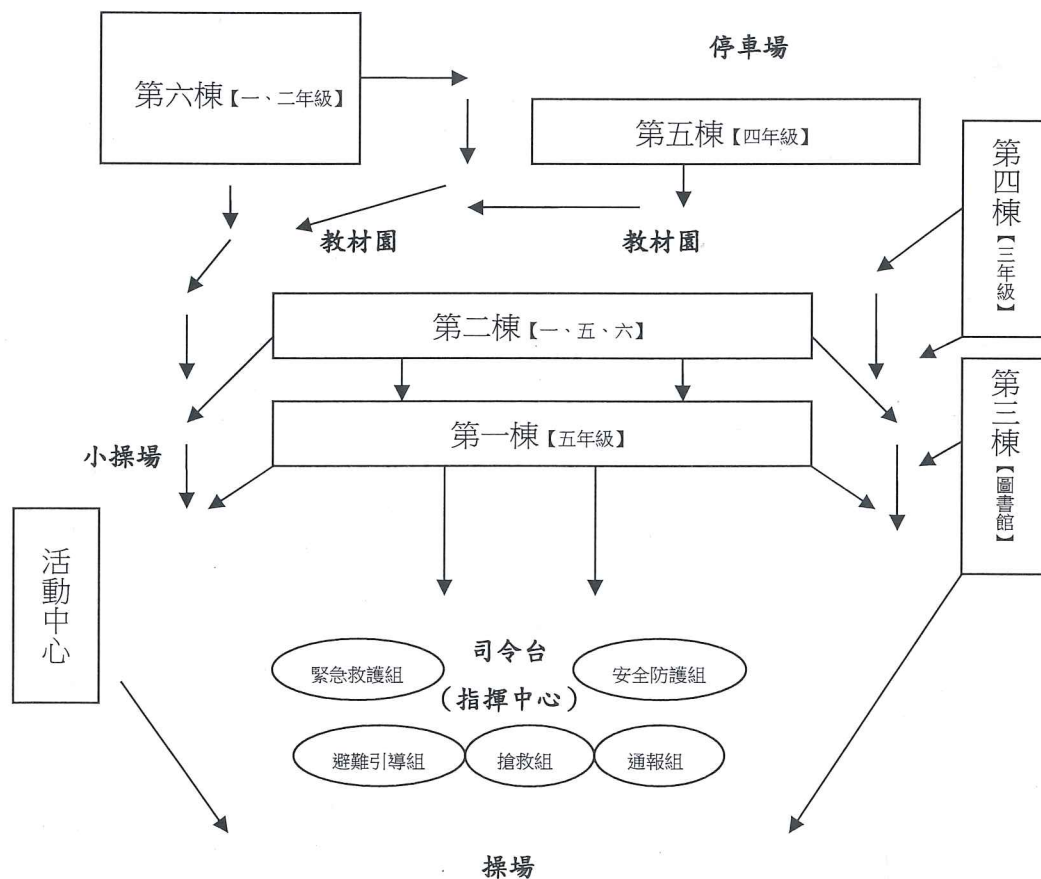 停車場
第六棟【一、二年級】
第五棟【四年級】
第四棟【三年級】
教材園
教材園
第二棟【一、五、六】
第三棟【圖書館】
第一棟【五年級】
小操場
活動中心
司令台
(指揮中心)
緊急救護組
安全防護組
避難引導組
搶救組
通報組
操場